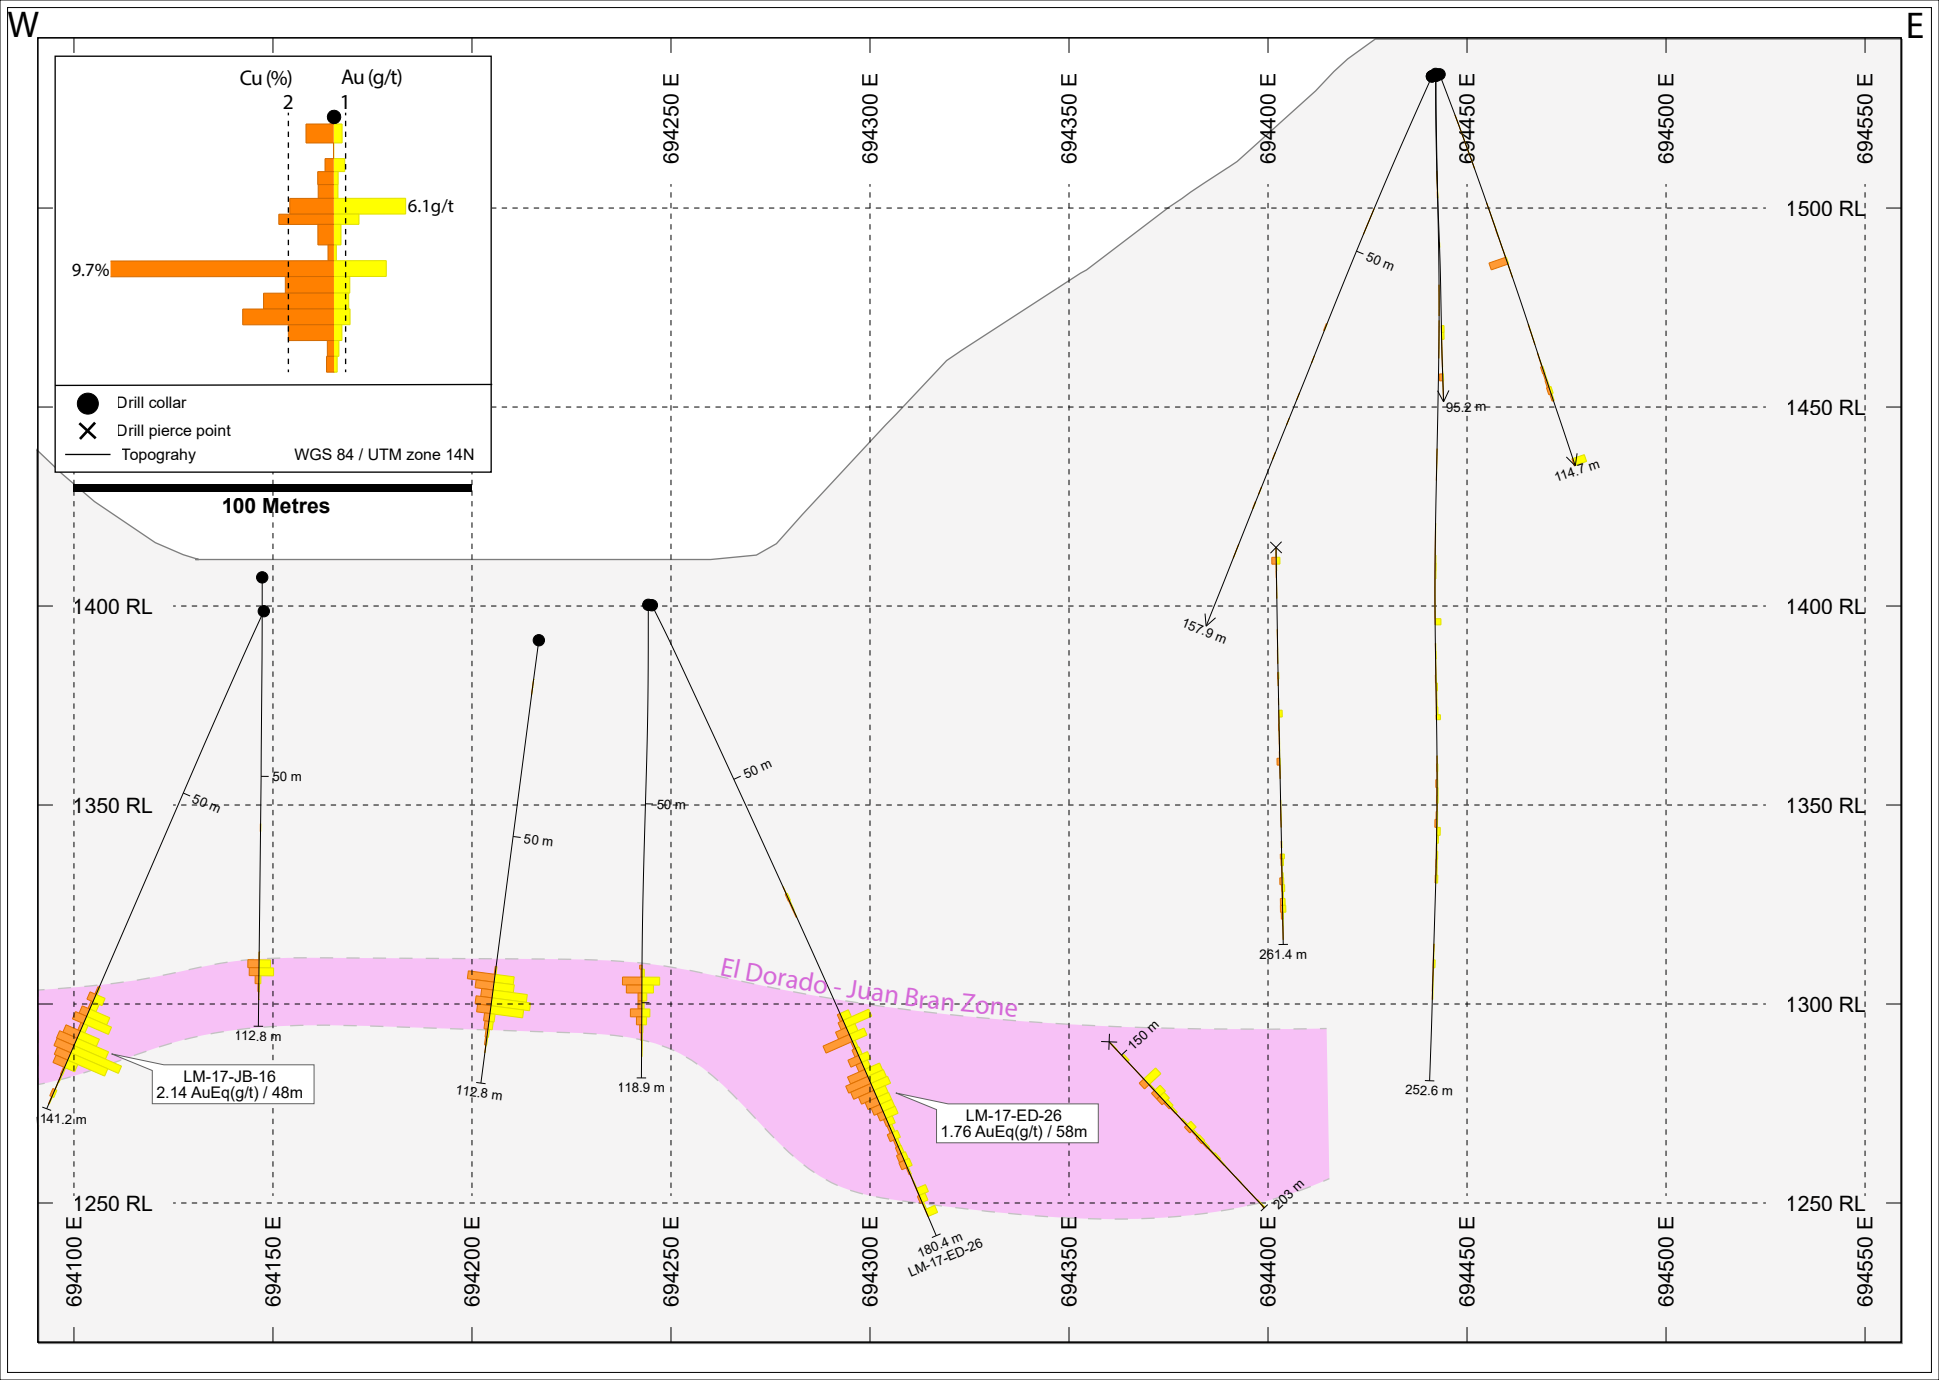 W
E
Cu (%)
Au (g/t)
2
1
6.1g/t
9.7%
Drill collar
Drill pierce point
Topograhy
WGS 84 / UTM zone 14N
100 Metres
694250 E
694300 E
694350 E
694400 E
694450 E
694500 E
694550 E
1500 RL
1450 RL
1400 RL
1400 RL
1350 RL
1350 RL
1300 RL
1250 RL
1250 RL
50 m
95.2 m
114.7 m
157.9 m
50 m
50 m
50 m
50 m
50 m
261.4 m
252.6 m
El Dorado - Juan Bran Zone
112.8 m
112.8 m
118.9 m
141.2m
150 m
203 m
LM-17-JB-16
2.14 AuEq(g/t) / 48m
LM-17-ED-26
1.76 AuEq(g/t) / 58m
180.4 m
LM-17-ED-26
694100 E
694150 E
694200 E
694250 E
694300 E
694350 E
694400 E
694450 E
694500 E
694550 E